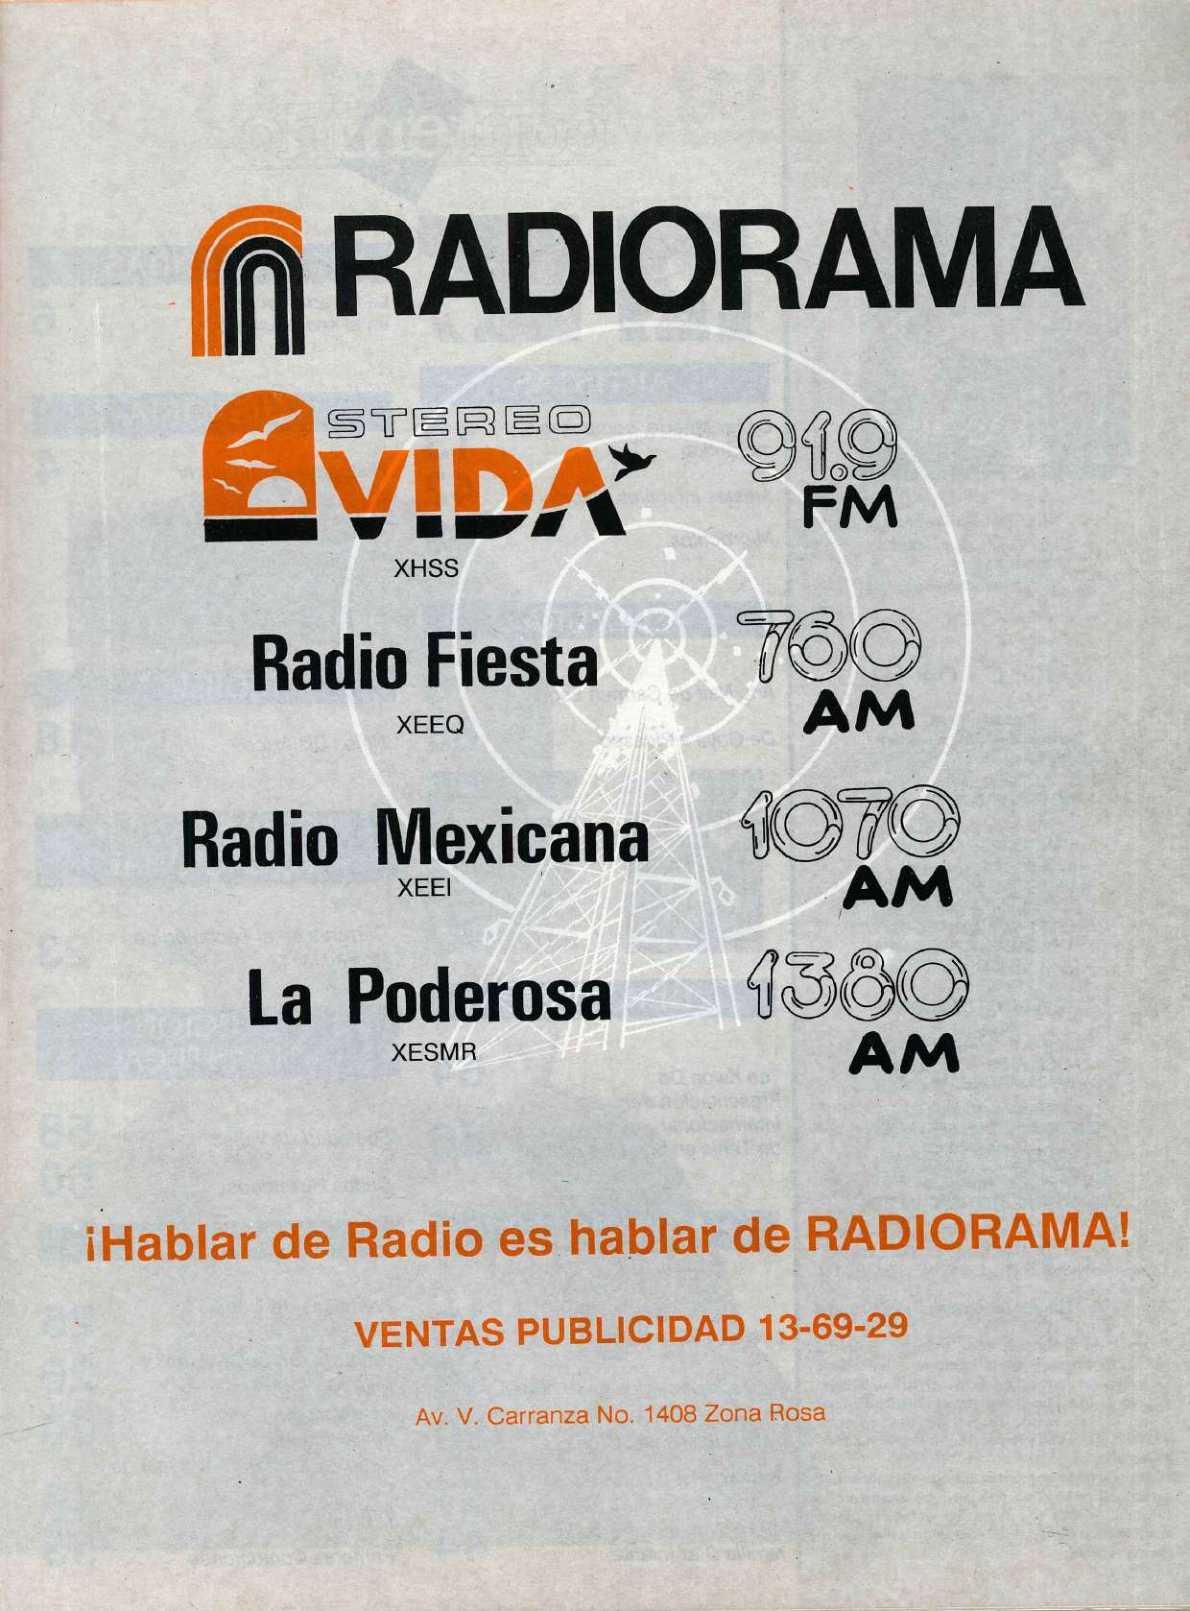 RADIORAMA
STEREO
VIDA
91.9
FM
XHSS
Radio Fiesta
760
AM
XEEQ
Radio Mexicana
1070
AM
XEEI
La Poderosa
1380
AM
XESMR
¡Hablar de Radio es hablar de RADIORAMA!
VENTAS PUBLICIDAD 13-69-29
Av. V. Carranza No. 1408 Zona Rosa